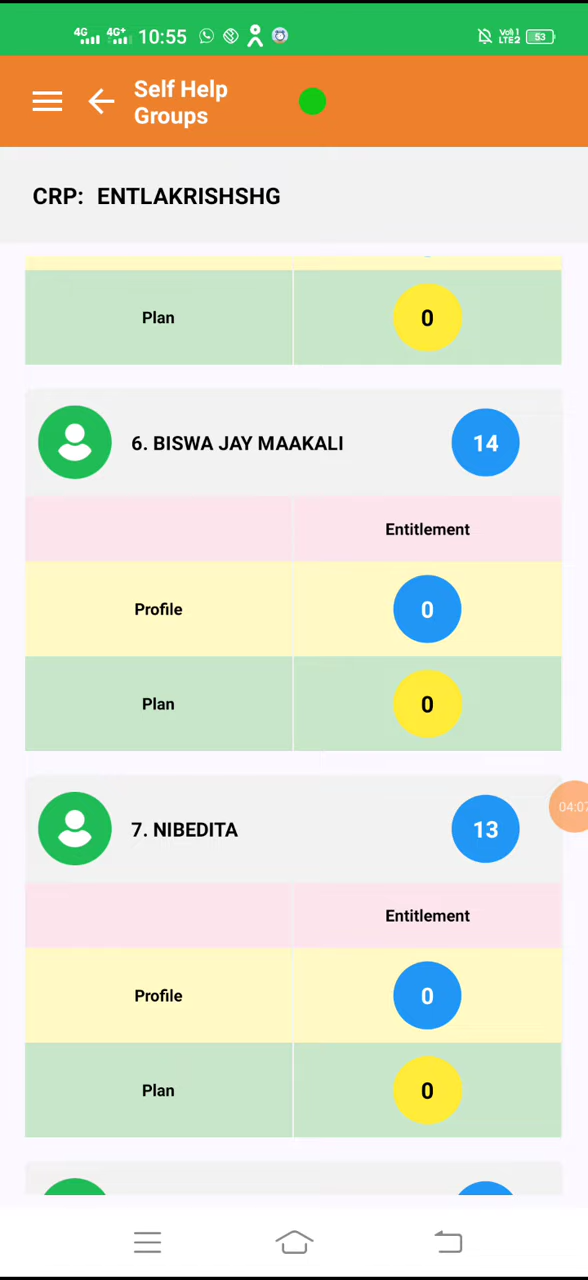 4G 4G+ 10:55 Vo)) 1 LTE2 53
Self Help
Groups
CRP: ENTLAKRISHSHG
Plan 0
6. BISWA JAY MAAKALI 14
Entitlement
Profile 0
Plan 0
7. NIBEDITA 13
04:07
Entitlement
Profile 0
Plan 0